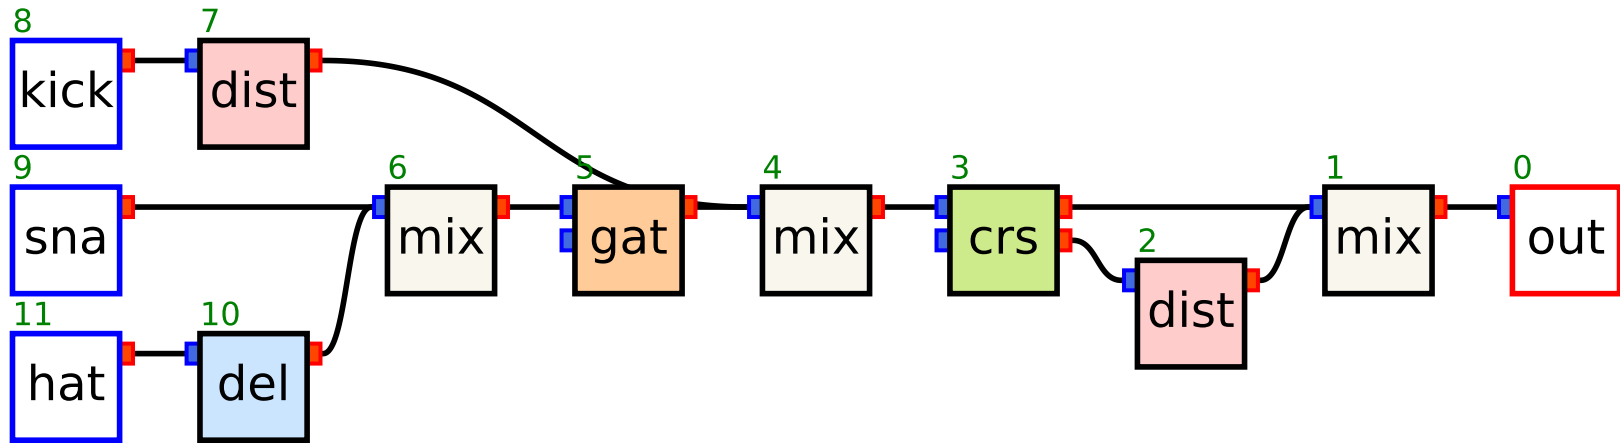 8 7
kick dist
9 6 5 4 3 1 0
sna mix gat mix crs mix out
2
dist
11 10
hat del